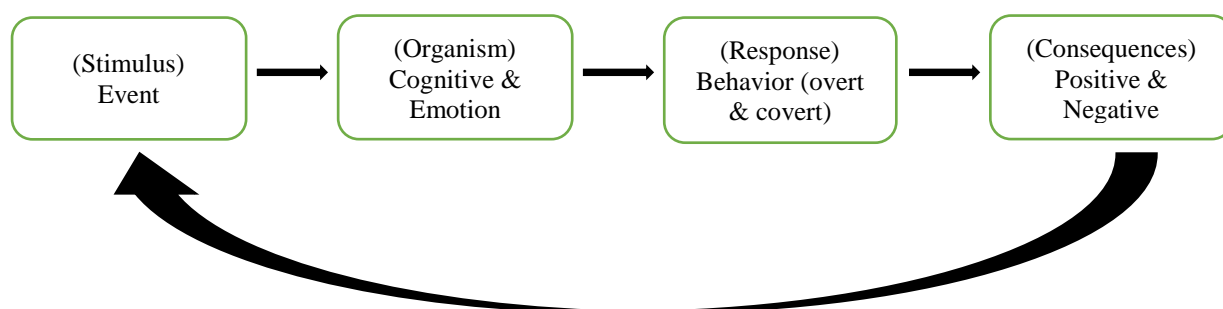 (Stimulus)
Event
(Organism)
Cognitive &
Emotion
(Response)
Behavior (overt
& covert)
(Consequences)
Positive &
Negative